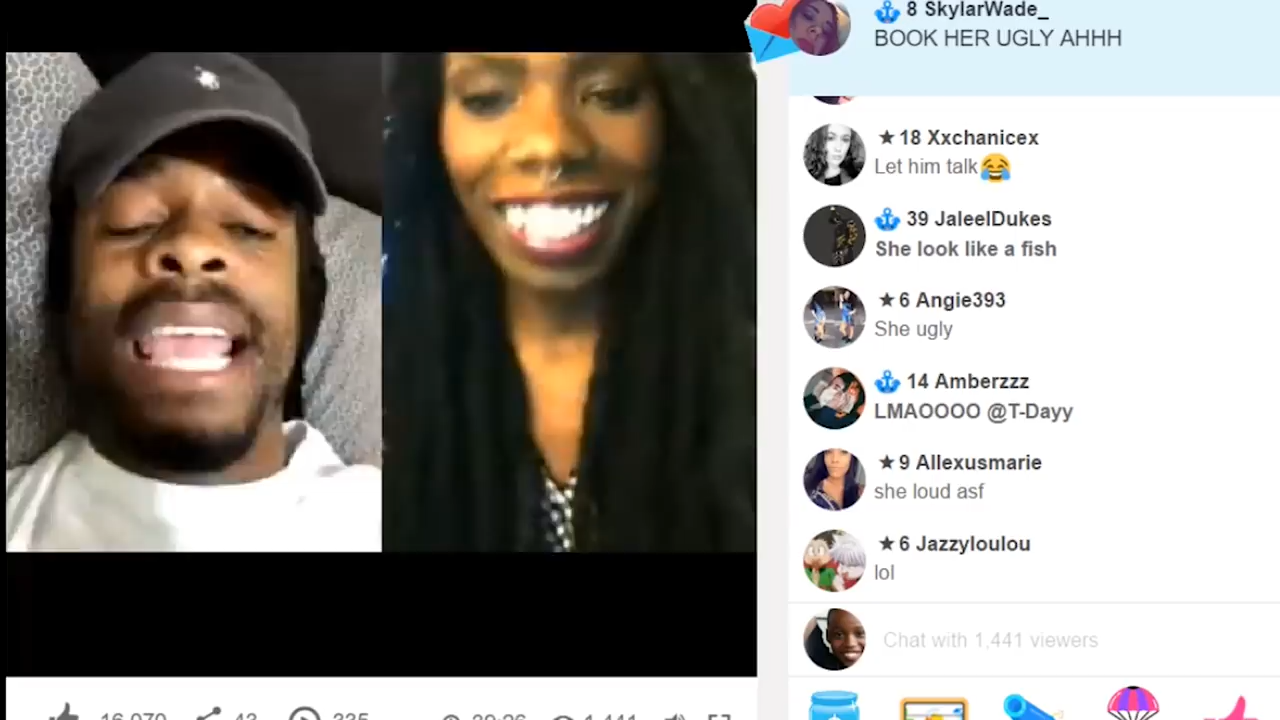 8 SkylarWade_
BOOK HER UGLY AHHH
18 Xxchanicex
Let him talk😂
39 JaleelDukes
She look like a fish
6 Angie393
She ugly
14 Amberzzz
LMAOOOO @T-Dayy
9 Allexusmarie
she loud asf
6 Jazzyloulou
lol
Chat with 1,441 viewers
1,441